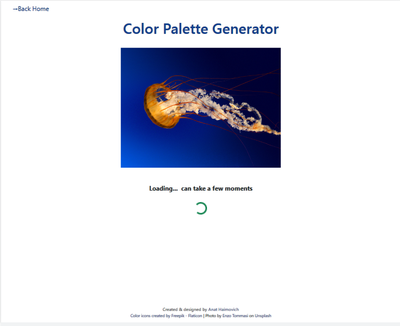 →Back Home
Color Palette Generator
Loading... can take a few moments
Created & designed by Anat Haimovich
Color icons created by Freepik - Flaticon | Photo by Enzo Tommasi on Unsplash